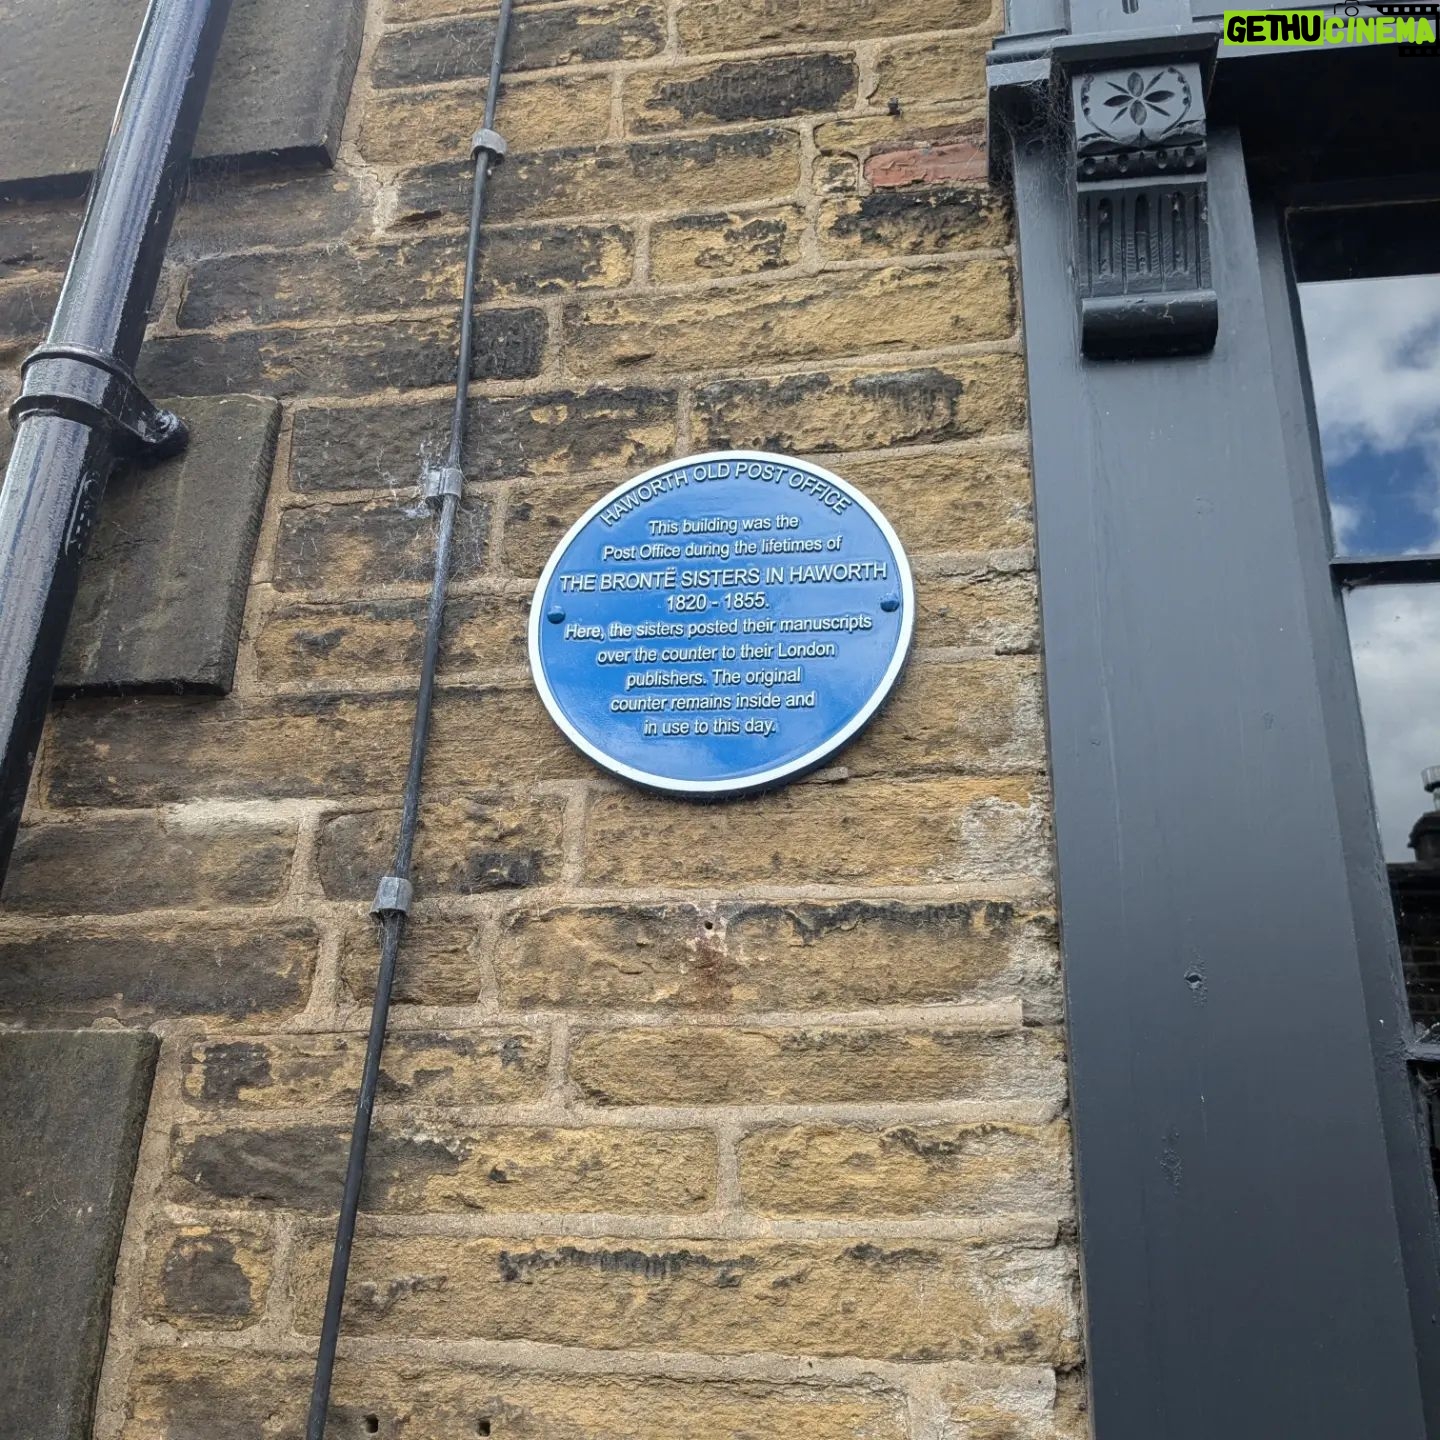 GETHUCINEMA
HAWORTH OLD POST OFFICE
This building was the
Post Office during the lifetimes of
THE BRONTË SISTERS IN HAWORTH
1820 - 1855.
Here, the sisters posted their manuscripts
over the counter to their London
publishers. The original
counter remains inside and
in use to this day.